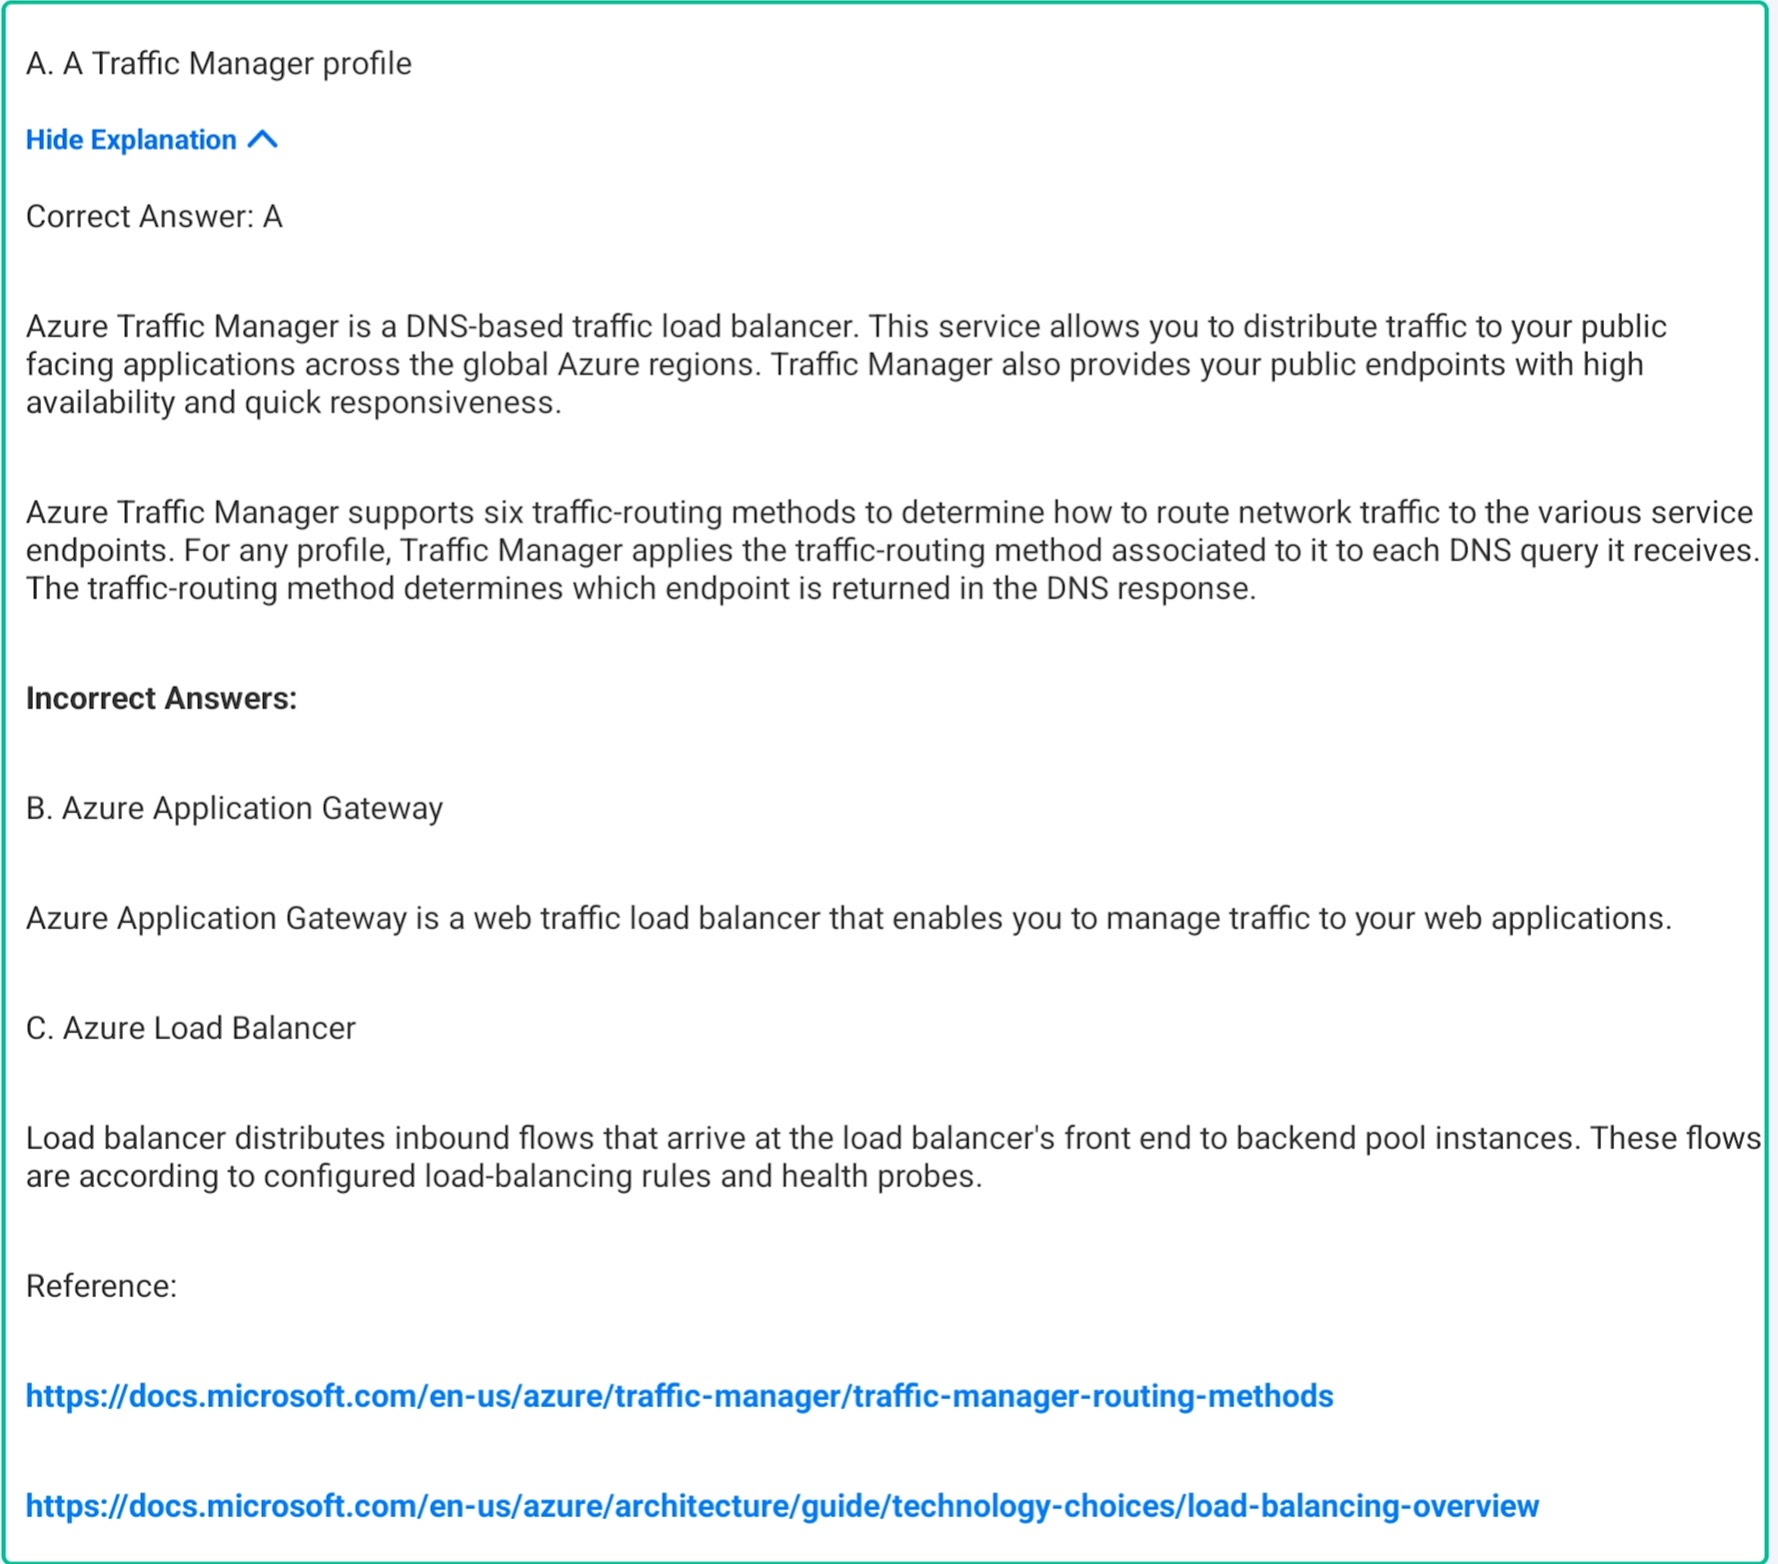 A. A Traffic Manager profile
Hide Explanation
Correct Answer: A
Azure Traffic Manager is a DNS-based traffic load balancer. This service allows you to distribute traffic to your public
facing applications across the global Azure regions. Traffic Manager also provides your public endpoints with high
availability and quick responsiveness.
Azure Traffic Manager supports six traffic-routing methods to determine how to route network traffic to the various service
endpoints. For any profile, Traffic Manager applies the traffic-routing method associated to it to each DNS query it receives.
The traffic-routing method determines which endpoint is returned in the DNS response.
Incorrect Answers:
B. Azure Application Gateway
Azure Application Gateway is a web traffic load balancer that enables you to manage traffic to your web applications.
C. Azure Load Balancer
Load balancer distributes inbound flows that arrive at the load balancer's front end to backend pool instances. These flows
are according to configured load-balancing rules and health probes.
Reference:
https://docs.microsoft.com/en-us/azure/traffic-manager/traffic-manager-routing-methods
https://docs.microsoft.com/en-us/azure/architecture/guide/technology-choices/load-balancing-overview